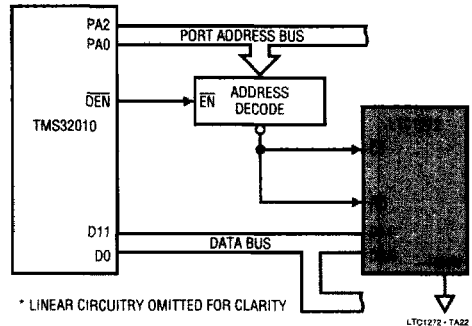 PA2
PA0
PORT ADDRESS BUS
DEN
EN
ADDRESS
DECODE
TMS32010
D11
D0
DATA BUS
* LINEAR CIRCUITRY OMITTED FOR CLARITY
LTC1272 • TA22